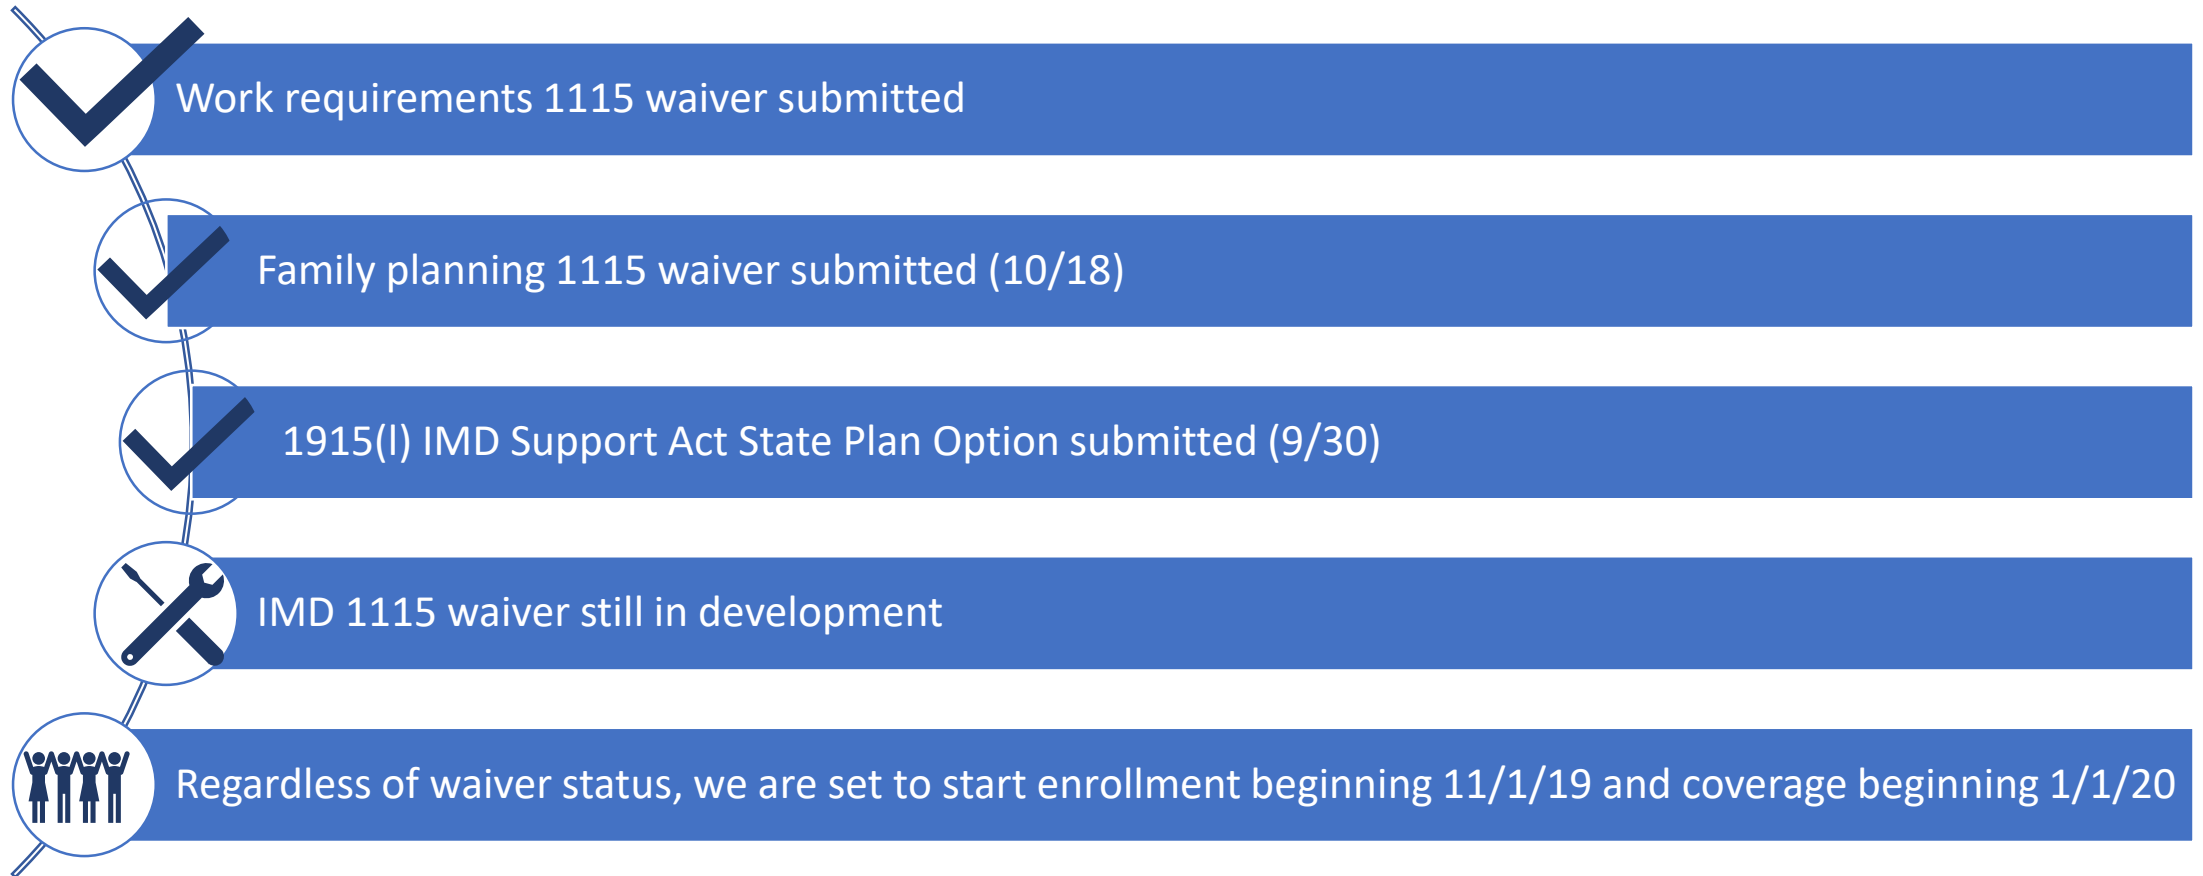 Work requirements 1115 waiver submitted
Family planning 1115 waiver submitted (10/18)
1915(l) IMD Support Act State Plan Option submitted (9/30)
IMD 1115 waiver still in development
Regardless of waiver status, we are set to start enrollment beginning 11/1/19 and coverage beginning 1/1/20